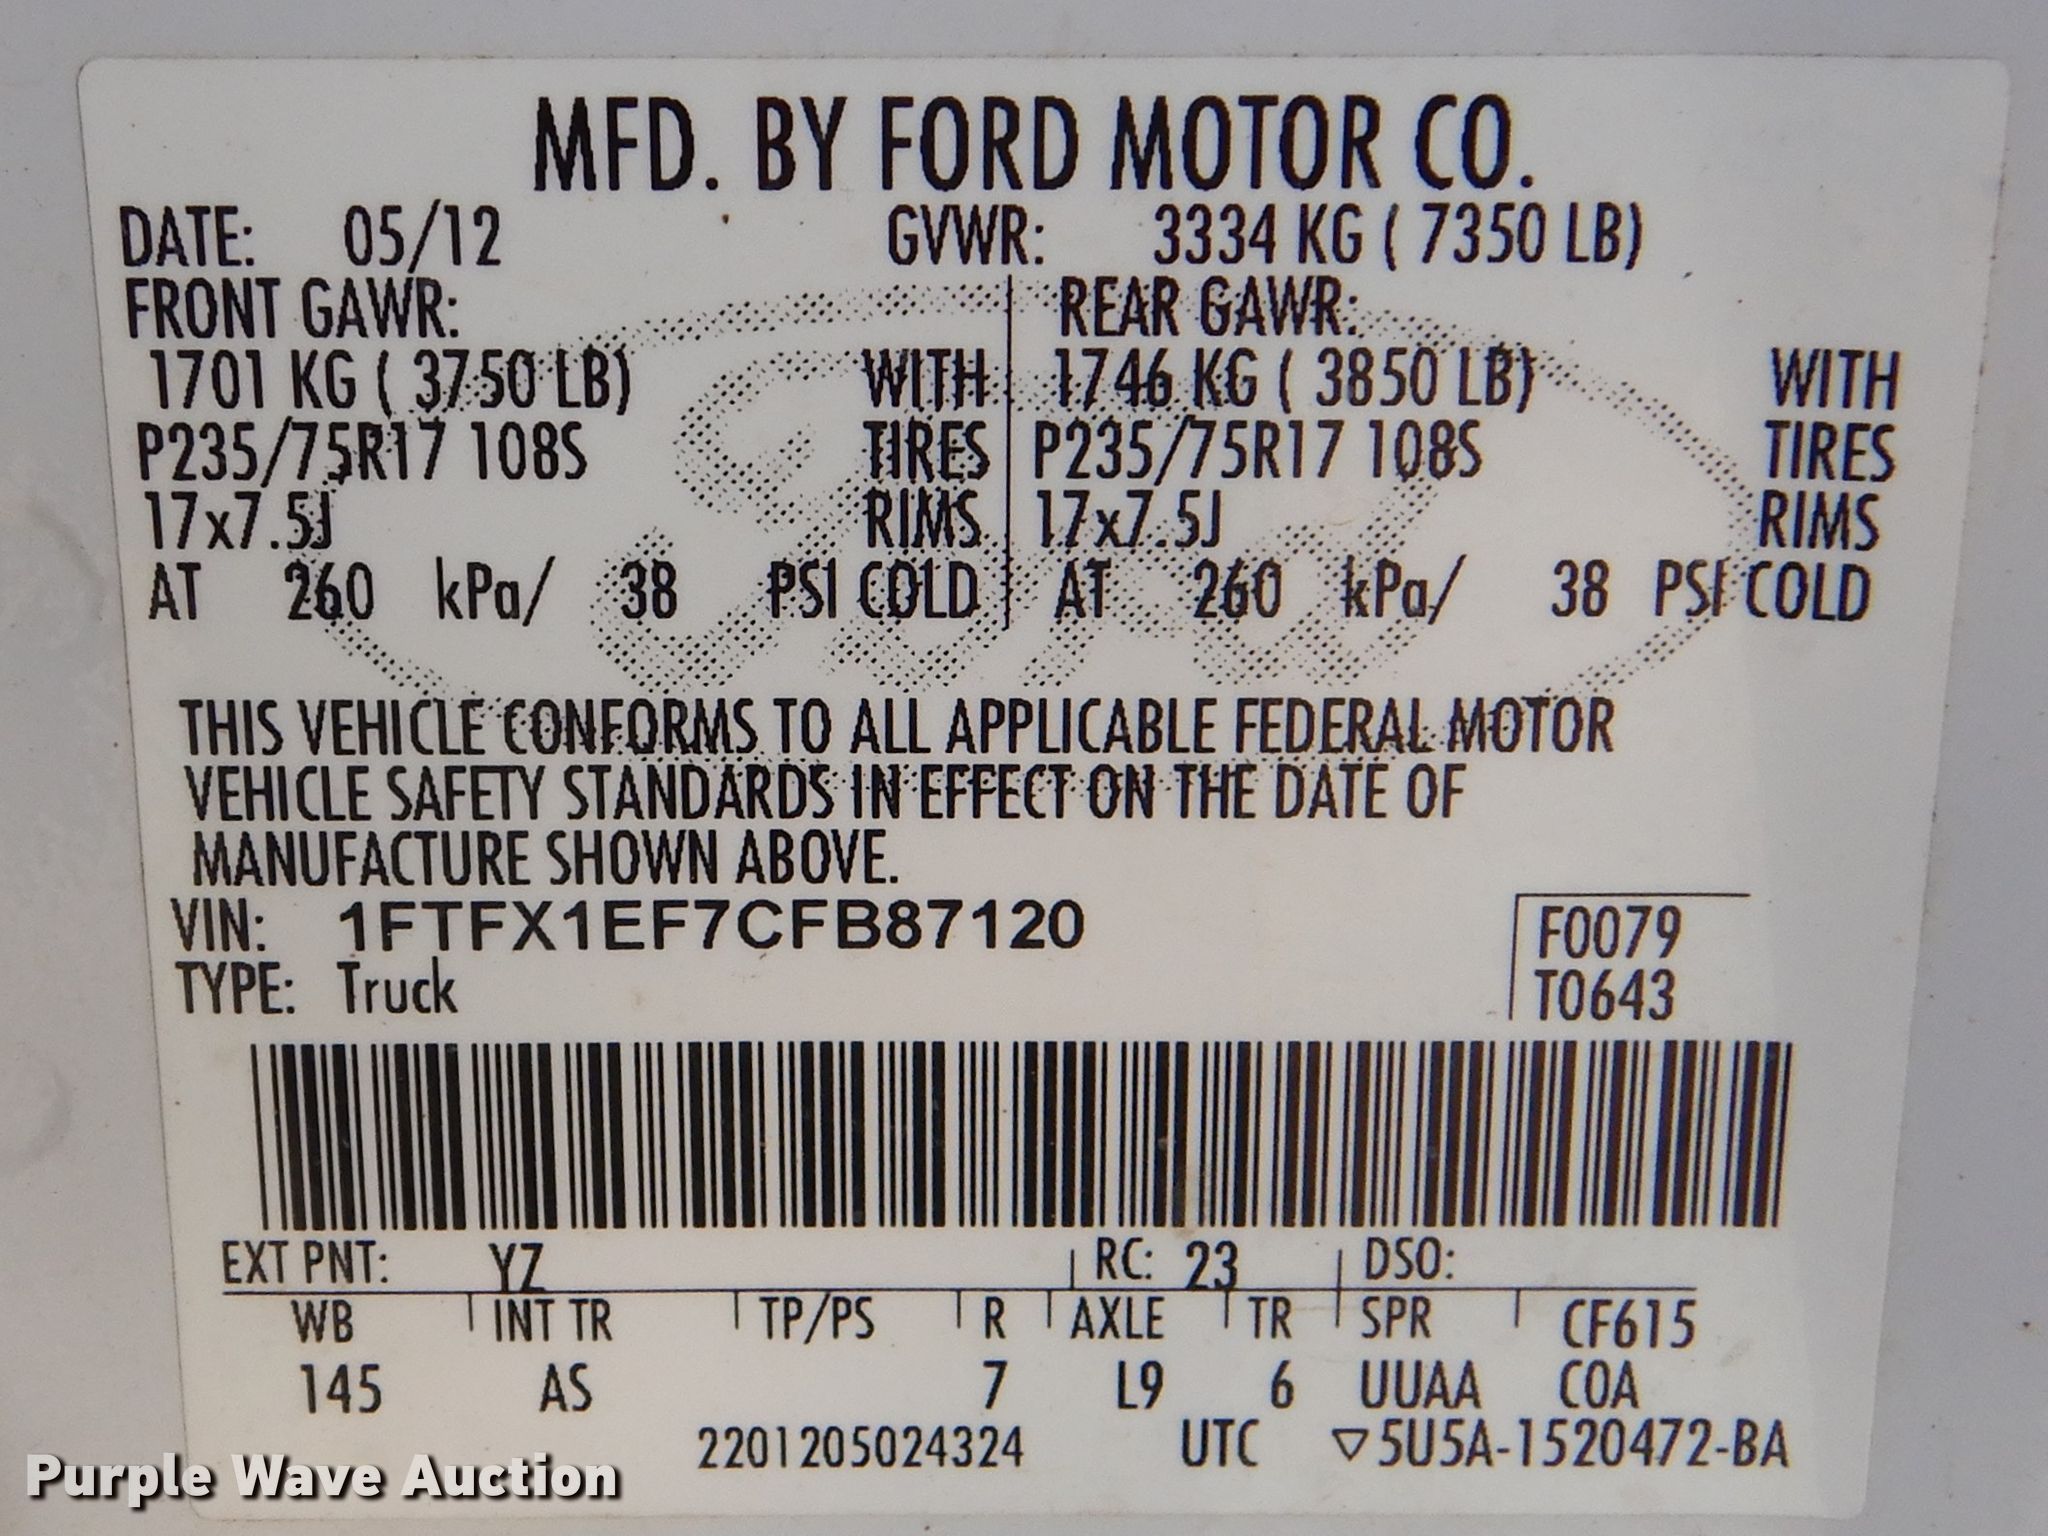 MFD. BY FORD MOTOR CO.
DATE: 05/12 GVWR: 3334 KG ( 7350 LB)
FRONT GAWR: REAR GAWR:
1701 KG ( 3750 LB) WITH 1746 KG ( 3850 LB) WITH
P235/75R17 108S TIRES P235/75R17 108S TIRES
17x7.5J RIMS 17x7.5J RIMS
AT 260 kPa/ 38 PSI COLD AT 260 kPa/ 38 PSI COLD
Ford
THIS VEHICLE CONFORMS TO ALL APPLICABLE FEDERAL MOTOR
VEHICLE SAFETY STANDARDS IN EFFECT ON THE DATE OF
MANUFACTURE SHOWN ABOVE.
VIN: 1FTFX1EF7CFB87120 F0079
TYPE: Truck T0643
EXT PNT: YZ RC: 23 DSO:
WB INT TR TP/PS R AXLE TR SPR CF615
145 AS 7 L9 6 UUAA COA
2201205024324 UTC ▽5U5A-1520472-BA
Purple Wave Auction